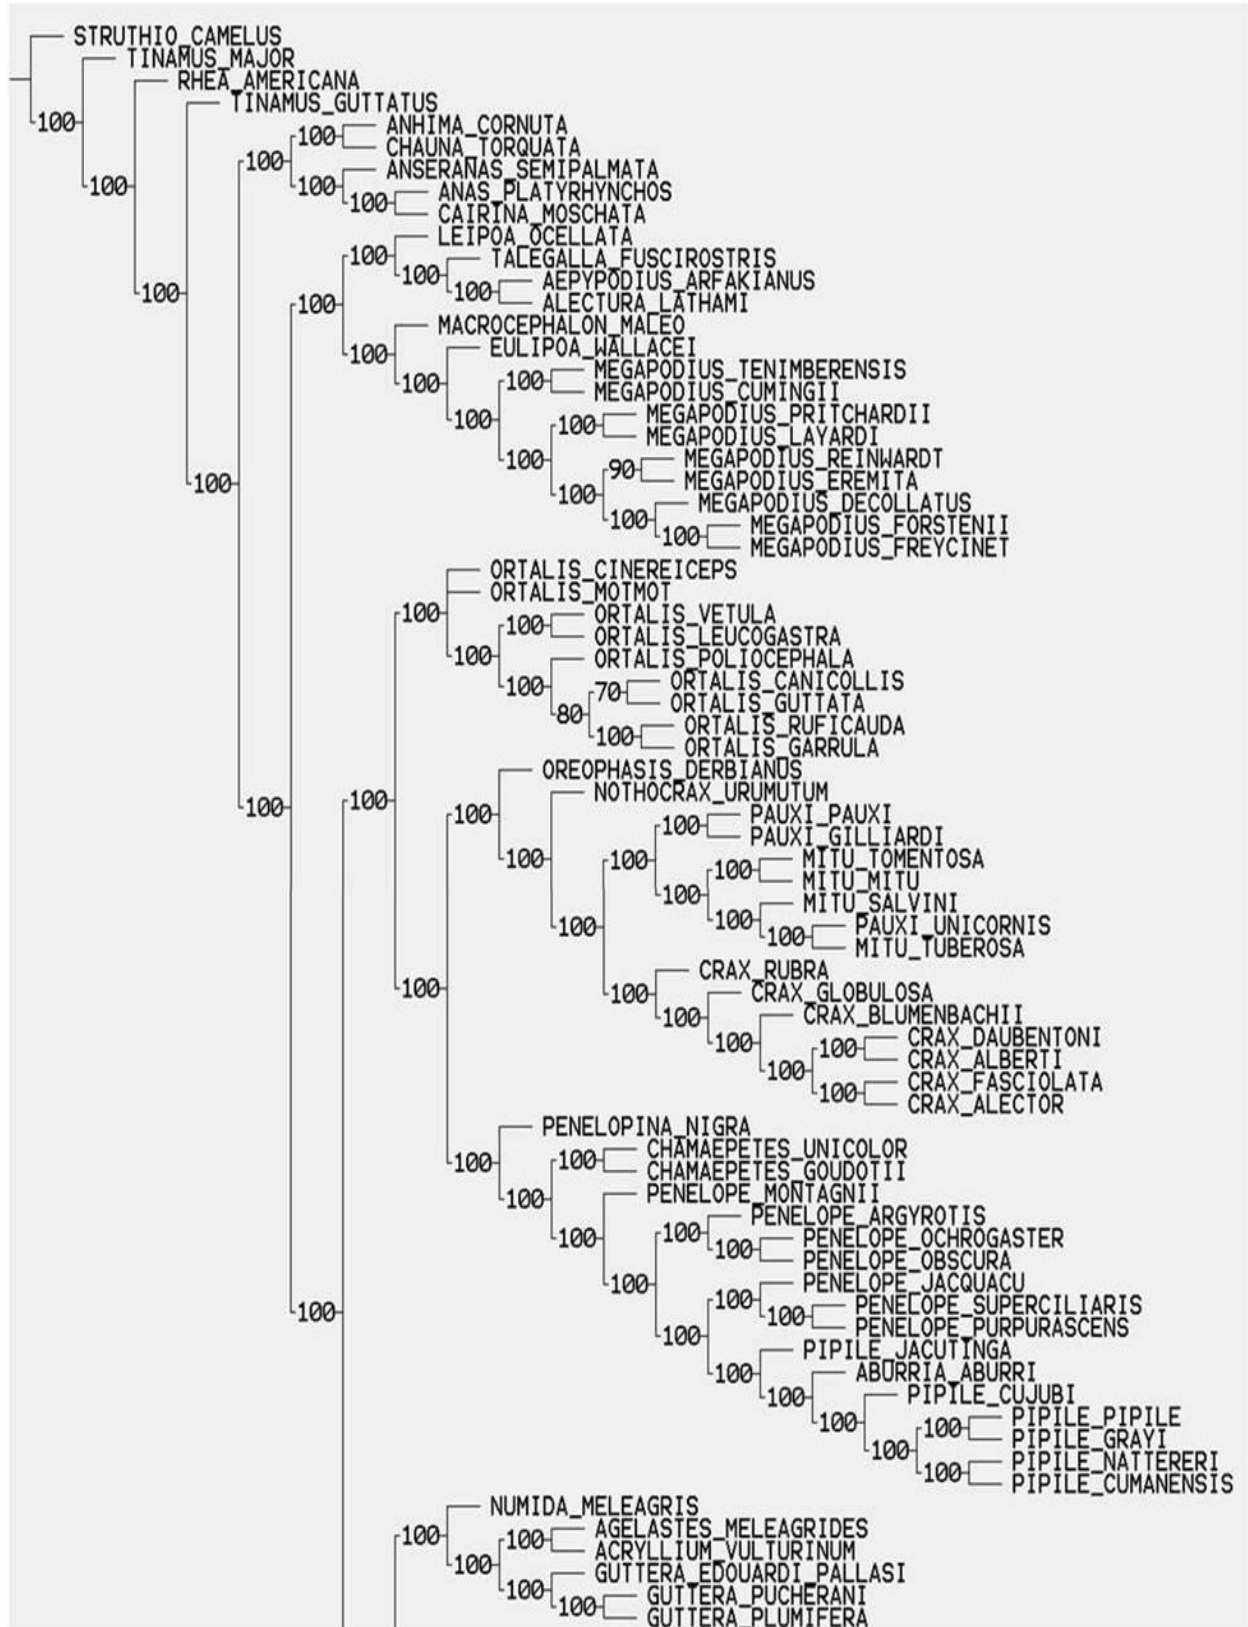 STRUTHIO_CAMELUS
TINAMUS_MAJOR
RHEA_AMERICANA
100
TINAMUS_GUTTATUS
100
ANHIMA_CORNUTA
100
CHAUNA_TORQUATA
100
ANSERANAS_SEMIPALMATA
100
100
ANAS_PLATYRHYNCHOS
100
CAIRINA_MOSCHATA
LEIPOA_OCELLATA
100
TALEGALLA_FUSCIROSTRIS
100
AEPYPODIUS_ARFAKIANUS
100
100
ALECTURA_LATHAMI
100
MACROCEPHALON_MALEO
EULIPOA_WALLACEI
100
MEGAPODIUS_TENIMBERENSIS
100
100
MEGAPODIUS_CUMINGII
MEGAPODIUS_PRITCHARDII
100
100
MEGAPODIUS_LAYARDI
100
MEGAPODIUS_REINWARDT
90
MEGAPODIUS_EREMITA
100
100
MEGAPODIUS_DECOLLATUS
100
MEGAPODIUS_FORSTENII
100
MEGAPODIUS_FREYCINET
ORTALIS_CINEREICEPS
ORTALIS_MOTMOT
100
ORTALIS_VETULA
100
ORTALIS_LEUCOGASTRA
100
ORTALIS_POLIOCEPHALA
100
ORTALIS_CANICOLLIS
70
ORTALIS_GUTTATA
80
ORTALIS_RUFICAUDA
100
ORTALIS_GARRULA
OREOPHASIS_DERBIANUS
NOTHOCRAX_URUMUTUM
100
100
100
PAUXI_PAUXI
100
PAUXI_GILLIARDI
100
100
MITU_TOMENTOSA
100
MITU_MITU
100
MITU_SALVINI
100
PAUXI_UNICORNIS
100
100
MITU_TUBEROSA
CRAX_RUBRA
100
100
CRAX_GLOBULOSA
100
CRAX_BLUMENBACHII
100
CRAX_DAUBENTONI
100
CRAX_ALBERTI
100
CRAX_FASCIOLATA
100
CRAX_ALECTOR
PENELOPINA_NIGRA
CHAMAEPETES_UNICOLOR
100
100
CHAMAEPETES_GOUDOTII
100
PENELOPE_MONTAGNII
PENELOPE_ARGYROTIS
100
100
PENELOPE_OCHROGASTER
100
PENELOPE_OBSCURA
100
PENELOPE_JACQUACU
100
100
PENELOPE_SUPERCILIARIS
100
PENELOPE_PURPURASCENS
100
PIPILE_JACUTINGA
100
ABURRIA_ABURRI
100
PIPILE_CUJUBI
100
PIPILE_PIPILE
100
PIPILE_GRAYI
100
PIPILE_NATTERERI
100
PIPILE_CUMANENSIS
NUMIDA_MELEAGRIS
100
AGELASTES_MELEAGRIDES
100
ACRYLLIUM_VULTURINUM
100
GUTTERA_EDOUARDI_PALLASI
100
GUTTERA_PUCHERANI
100
GUTTERA_PLUMIFERA